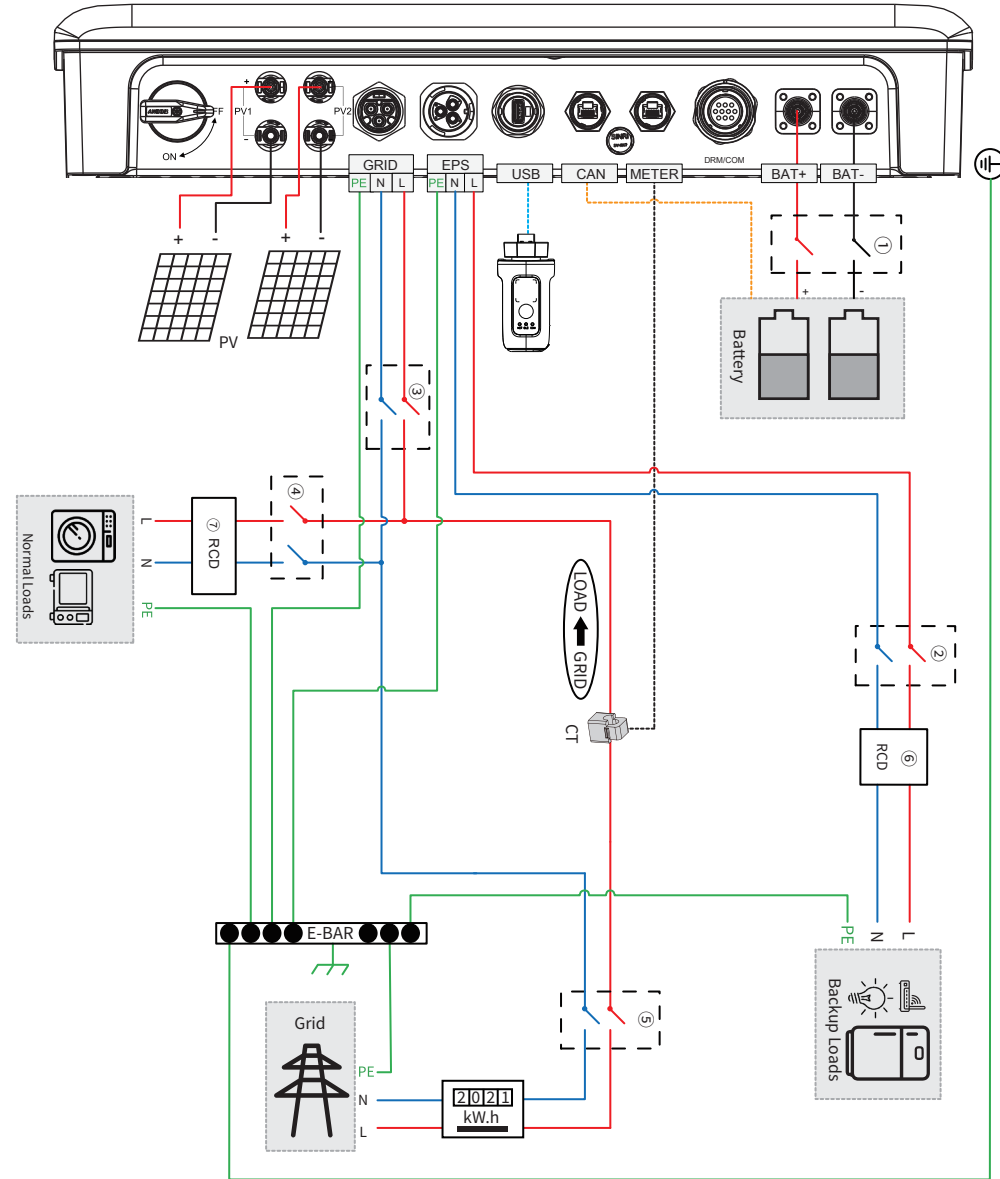 +
PV1
-
PV2
FF
ON
DRM/COM
GRID
EPS
PE N L
PE N L
USB
CAN
METER
BAT+
BAT-
+ -
+ -
PV
①
+ -
Battery
③
④
⑦ RCD
L
N
PE
Normal Loads
LOAD GRID
CT
②
⑥
RCD
E-BAR
PE
N
L
Backup Loads
⑤
Grid
PE
N
L
2021
kW.h